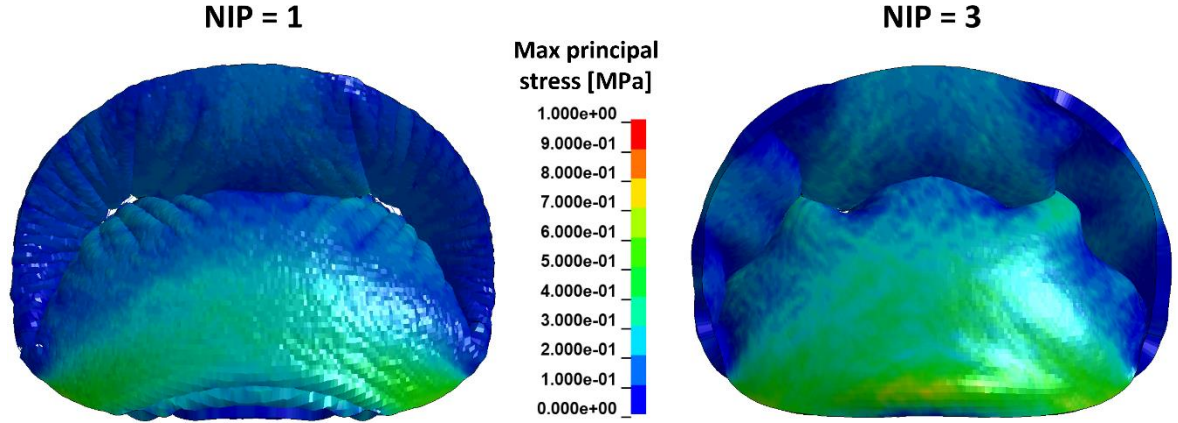 NIP = 1
NIP = 3
Max principal
stress [MPa]
1.000e+00
9.000e-01
8.000e-01
7.000e-01
6.000e-01
5.000e-01
4.000e-01
3.000e-01
2.000e-01
1.000e-01
0.000e+00